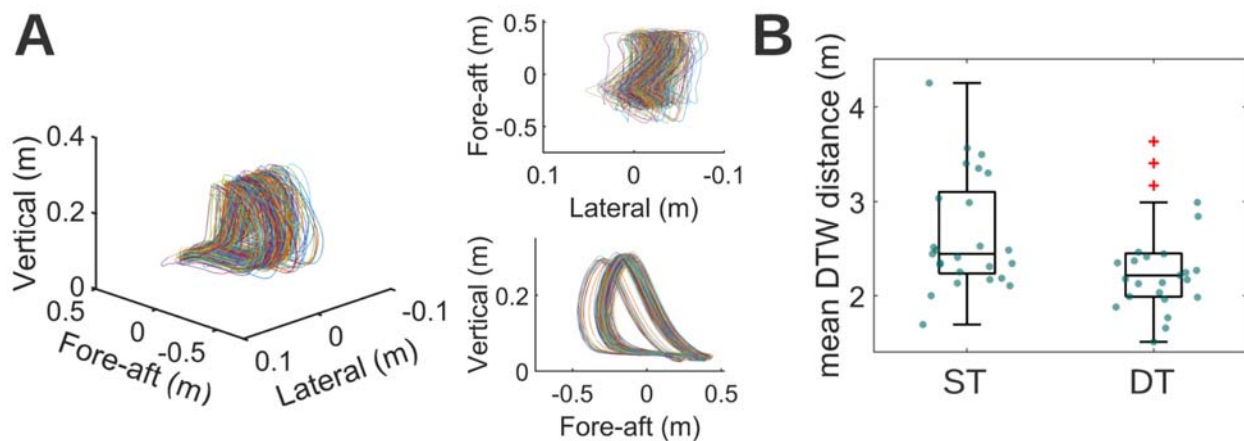 A
Vertical (m)
0.4
0.2
0
0.5
0
-0.5
Fore-aft (m)
0.1
0
-0.1
Lateral (m)
Fore-aft (m)
0.5
0
-0.5
0.1
0
-0.1
Lateral (m)
Vertical (m)
0.2
0
-0.5
0
0.5
Fore-aft (m)
B
mean DTW distance (m)
4
3
2
ST
DT